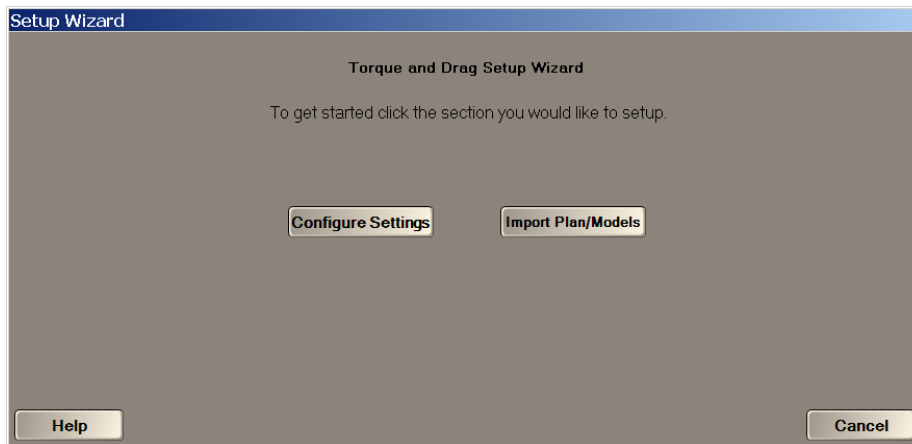 Setup Wizard
Torque and Drag Setup Wizard
To get started click the section you would like to setup.
Configure Settings
Import Plan/Models
Help
Cancel